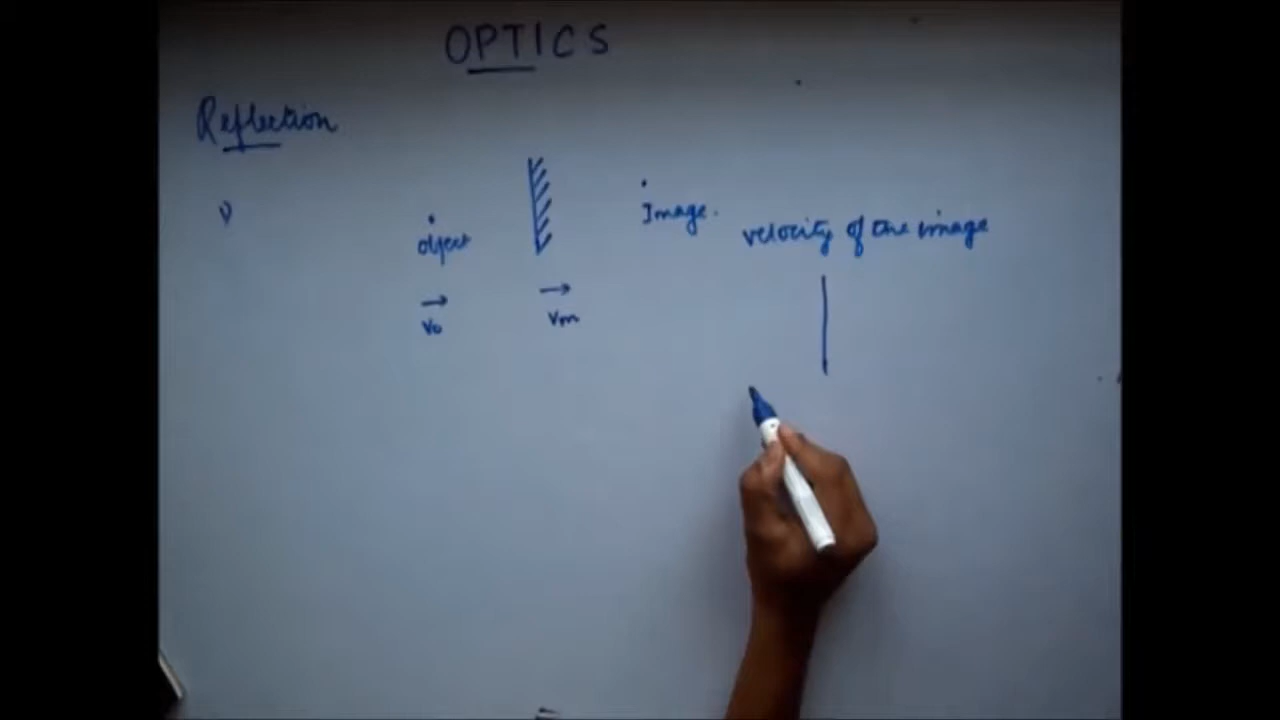 OPTICS
Reflection
Image.
object
velocity of the image
vo
vm